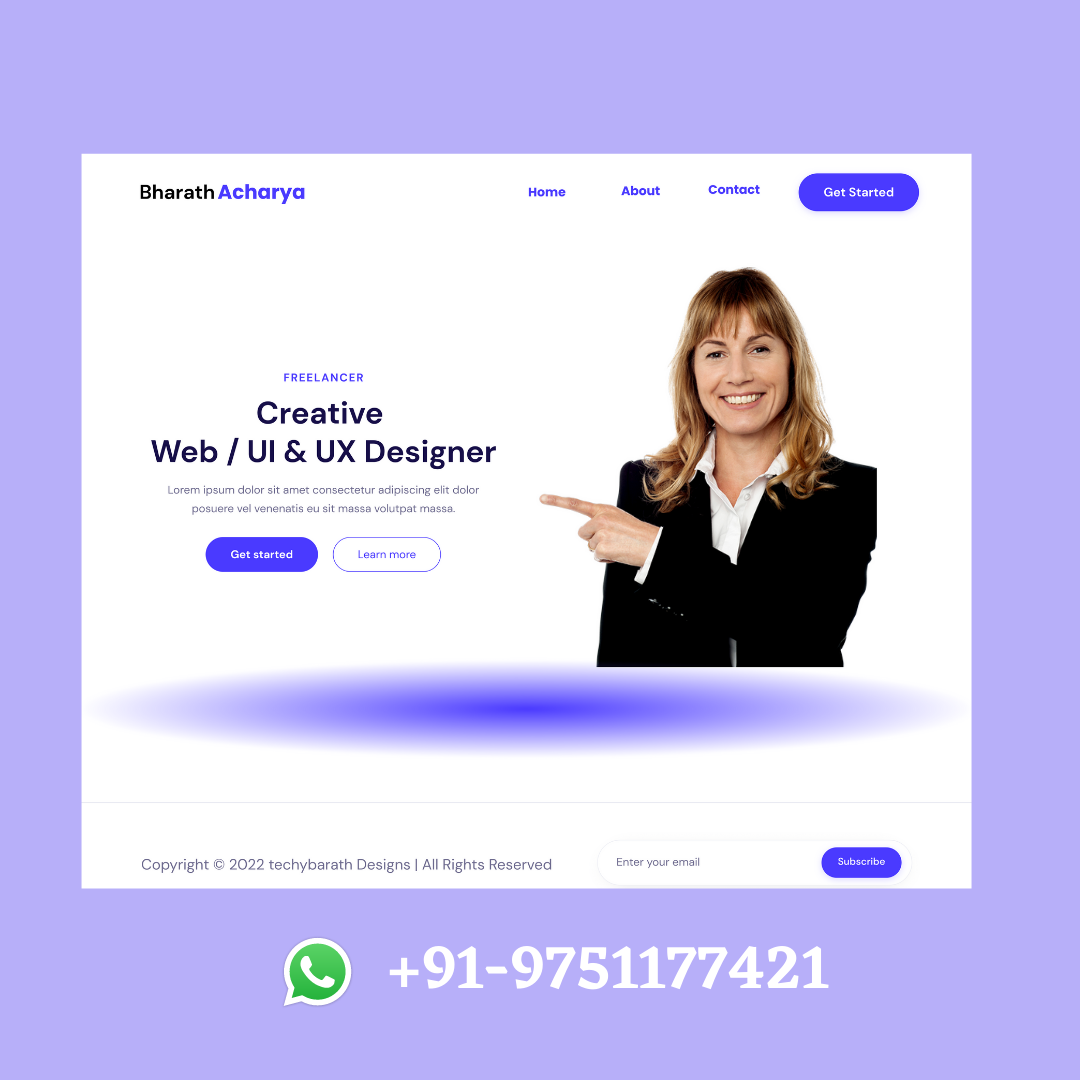 Bharath Acharya
Home
About
Contact
Get Started
FREELANCER
Creative
Web / UI & UX Designer
Lorem ipsum dolor sit amet consectetur adipiscing elit dolor
posuere vel venenatis eu sit massa volutpat massa.
Get started
Learn more
Copyright © 2022 techybarath Designs | All Rights Reserved
Enter your email
Subscribe
+91-9751177421